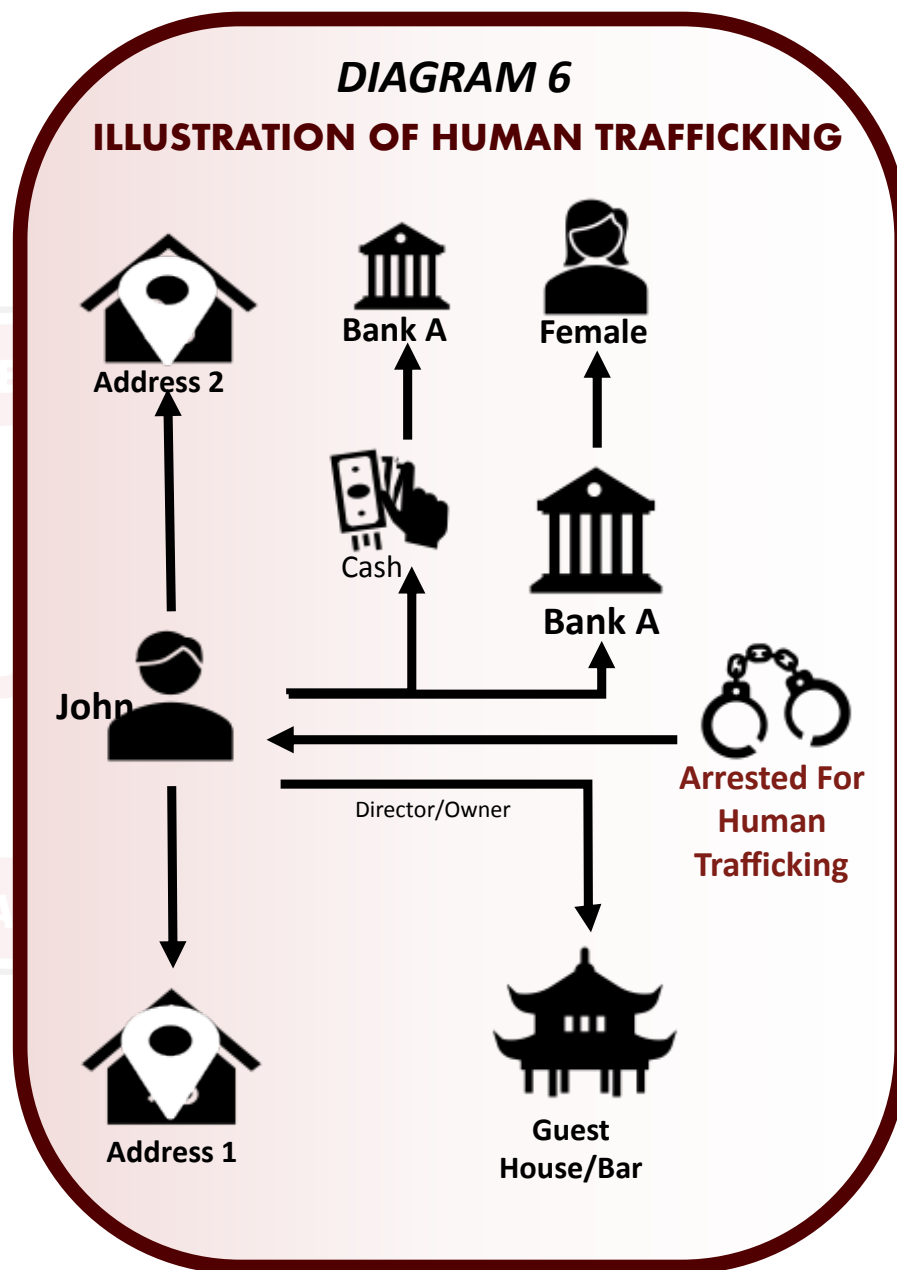 DIAGRAM 6
ILLUSTRATION OF HUMAN TRAFFICKING
Bank A
Female
Address 2
Cash
Bank A
John
Arrested For
Human
Trafficking
Director/Owner
Guest
House/Bar
Address 1